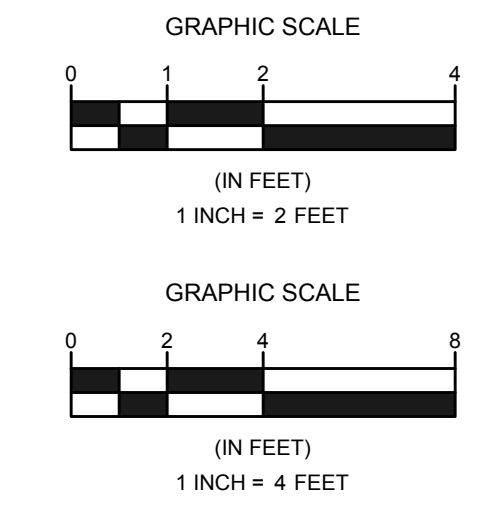 GRAPHIC SCALE
0 1 2 4
(IN FEET)
1 INCH = 2 FEET
GRAPHIC SCALE
0 2 4 8
(IN FEET)
1 INCH = 4 FEET